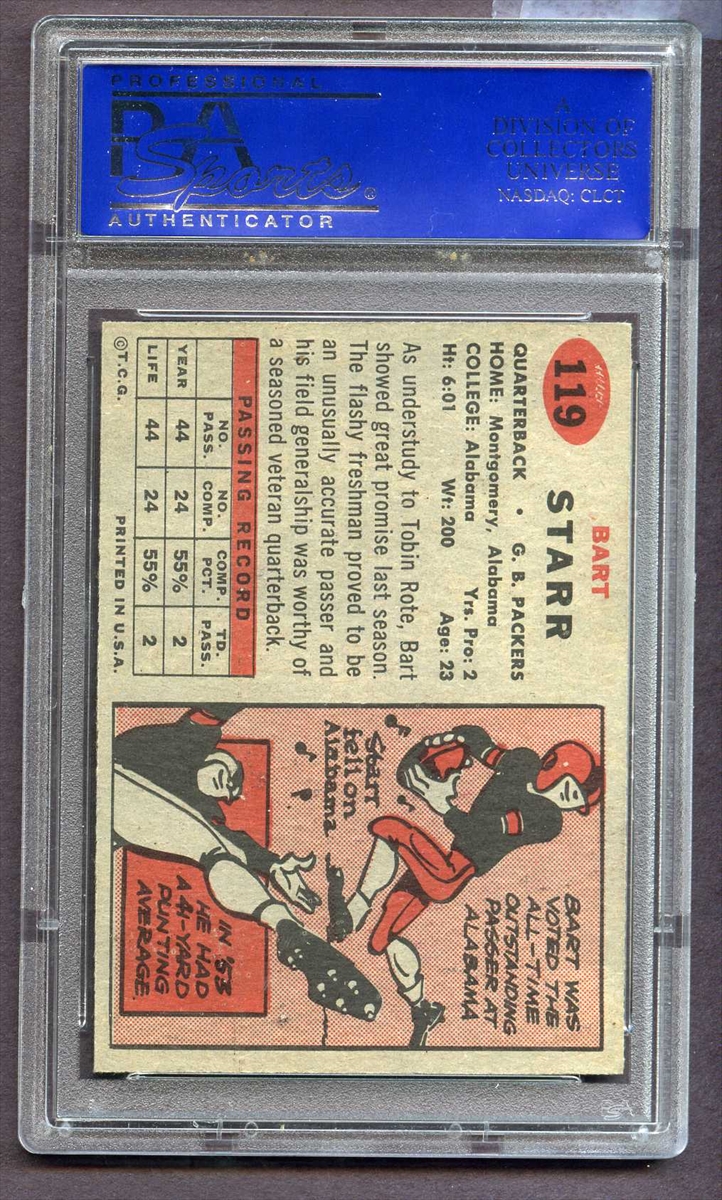 PROFESSIONAL
PSA
Sports®
AUTHENTICATOR
A
DIVISION OF
COLLECTORS
UNIVERSE
NASDAQ: CLCT
119
BART
STARR
QUARTERBACK • G. B. PACKERS
HOME: Montgomery, Alabama
COLLEGE: Alabama Yrs. Pro: 2
Ht: 6:01 Wt: 200 Age: 23
As understudy to Tobin Rote, Bart
showed great promise last season.
The flashy freshman proved to be
an unusually accurate passer and
his field generalship was worthy of
a seasoned veteran quarterback.
PASSING RECORD
NO. PASS. NO. COMP. COMP. PCT. TD. PASS.
YEAR 44 24 55% 2
LIFE 44 24 55% 2
©T.C.G. PRINTED IN U.S.A.
BART WAS
VOTED THE
ALL-TIME
OUTSTANDING
PASSER AT
ALABAMA
Starr
fell on
Alabama
IN '53
HE HAD
A 41-YARD
PUNTING
AVERAGE.